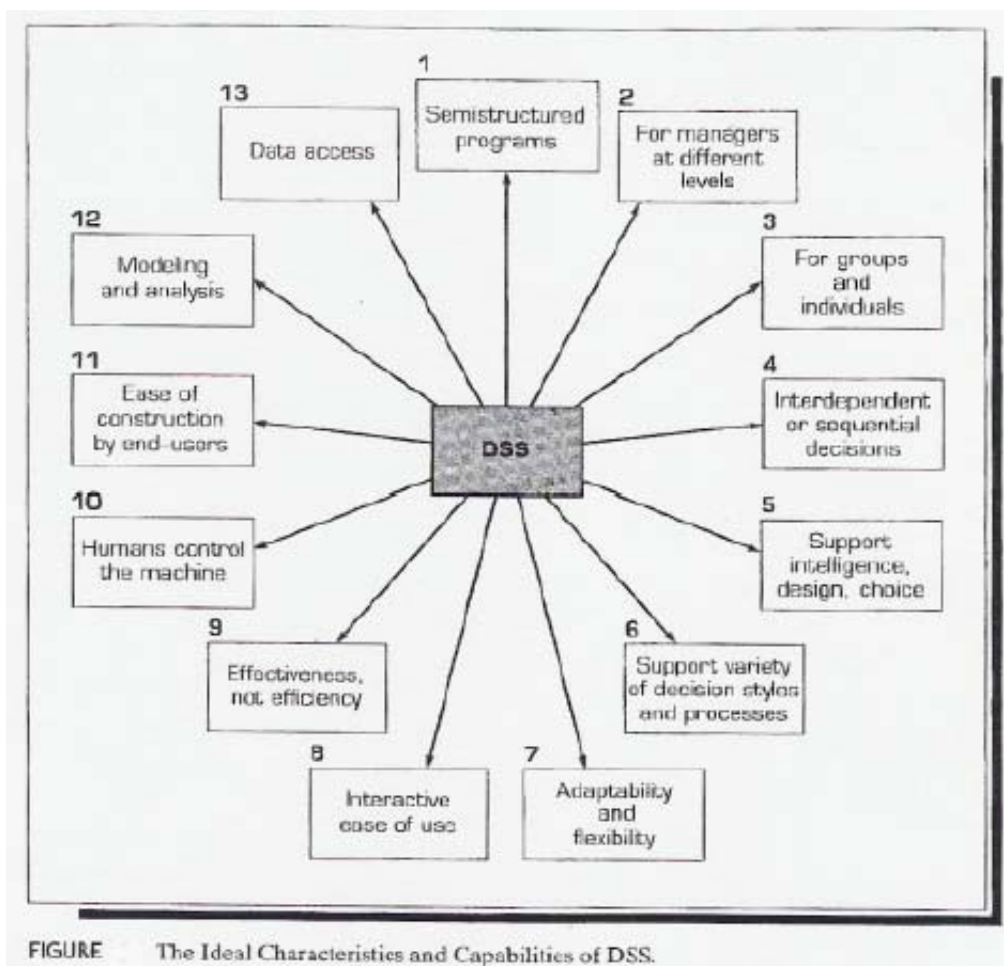 1
Semistructured
programs
2
For managers
at different
levels
3
For groups
and
individuals
4
Interdependent
or sequential
decisions
5
Support
intelligence,
design, choice
6
Support variety
of decision styles
and processes
7
Adaptability
and
flexibility
8
Interactive
ease of use
9
Effectiveness,
not efficiency
10
Humans control
the machine
11
Ease of
construction
by end-users
12
Modeling
and analysis
13
Data access
DSS
FIGURE The Ideal Characteristics and Capabilities of DSS.